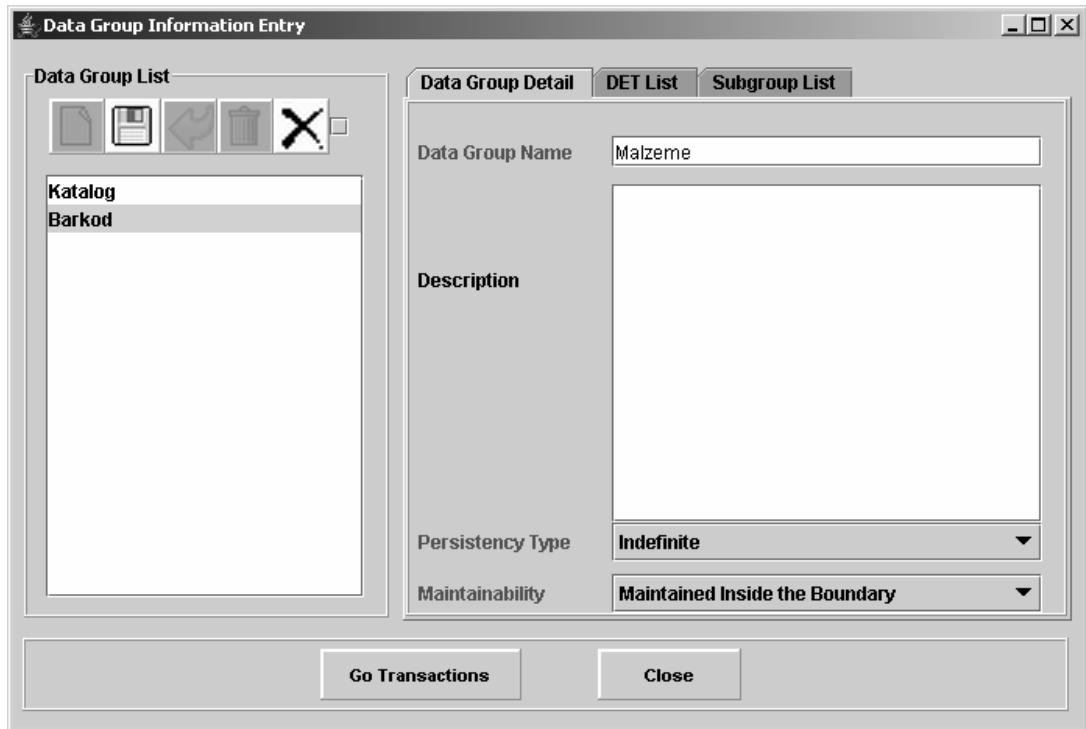 Data Group Information Entry
Data Group List
Katalog
Barkod
Data Group Detail
DET List
Subgroup List
Data Group Name
Malzeme
Description
Persistency Type
Indefinite
Maintainability
Maintained Inside the Boundary
Go Transactions
Close